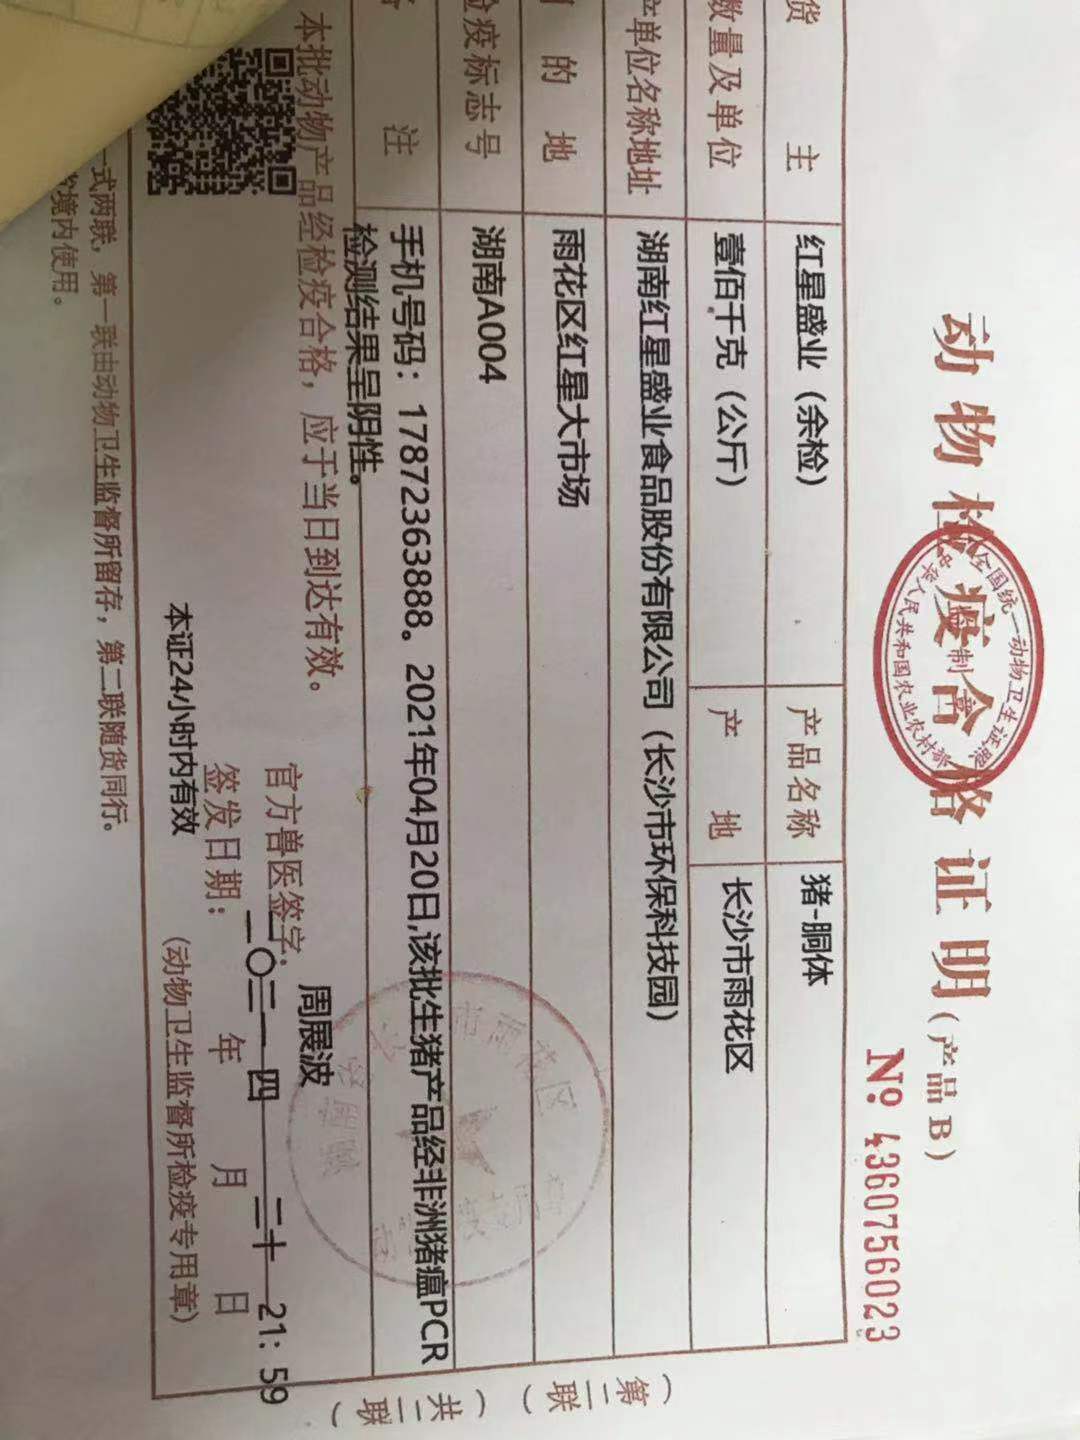 动物检疫合格证明(产品 B)
全国统一动物卫生证照
中华人民共和国农业农村部
监制章
№ 4360756023
货 主 红星盛业（余检） 产品名称 猪-胴体
数量及单位 壹佰千克（公斤） 产 地 长沙市雨花区
产单位名称地址 湖南红星盛业食品股份有限公司（长沙市环保科技园）
的 地 雨花区红星大市场
检疫标志号 湖南A004
注 手机号码：17872363888。2021年04月20日,该批生猪产品经非洲猪瘟PCR
检测结果呈阴性。
本批动物产品经检疫合格，应于当日到达有效。
官方兽医签字： 周展波
签发日期： 二〇二一 年 四 月 二十 日 21：59
本证24小时内有效 （动物卫生监督所检疫专用章）
式两联，第一联由动物卫生监督所留存，第二联随货同行。
境内使用。
（第二联）
（共二联）
市雨花区